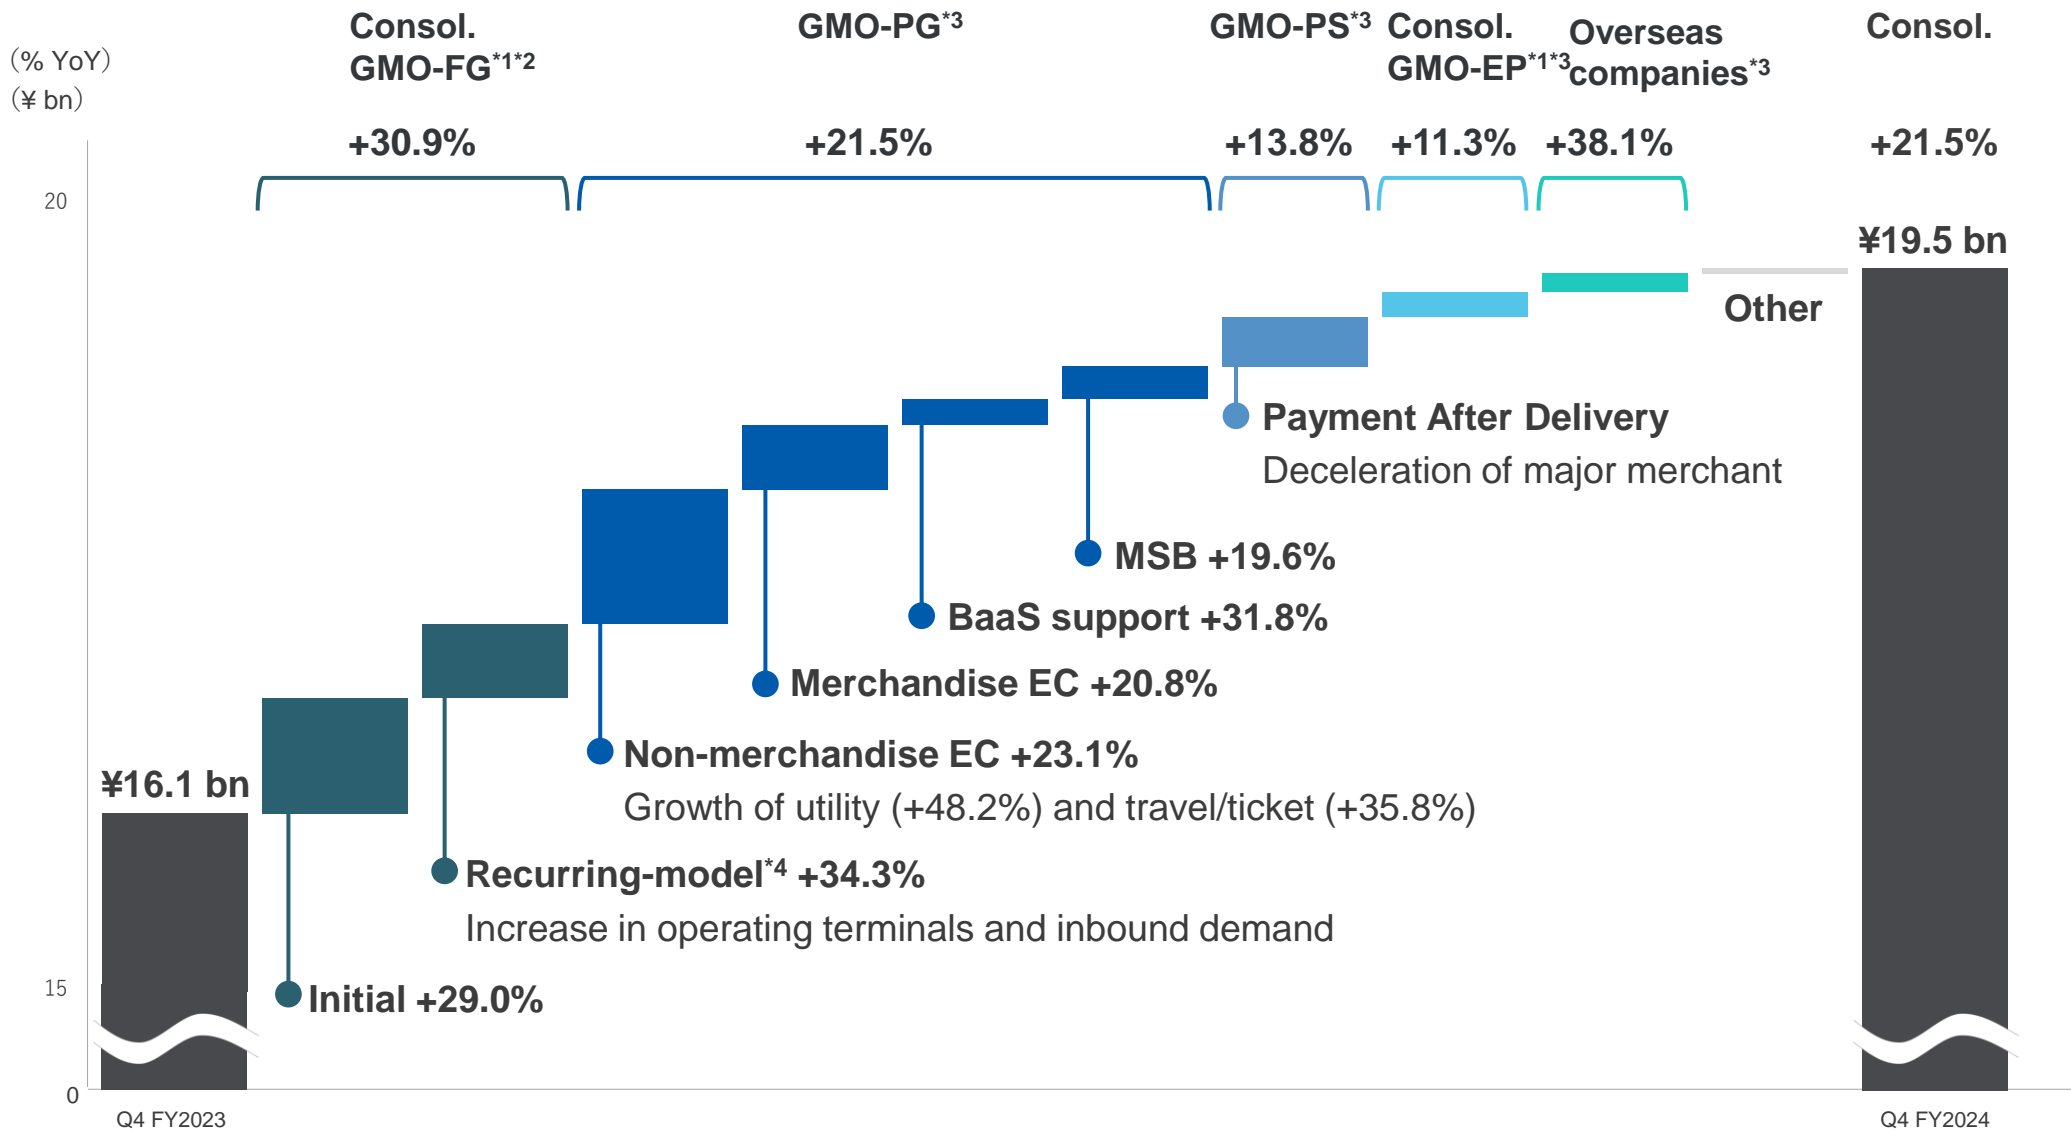 （% YoY）
（¥ bn）
Consol.
GMO-FG*1*2
GMO-PG*3
GMO-PS*3
Consol.
GMO-EP*1*3
Overseas
companies*3
Consol.
+30.9%
+21.5%
+13.8%
+11.3%
+38.1%
+21.5%
20
¥19.5 bn
Other
Payment After Delivery
Deceleration of major merchant
MSB +19.6%
BaaS support +31.8%
Merchandise EC +20.8%
Non-merchandise EC +23.1%
Growth of utility (+48.2%) and travel/ticket (+35.8%)
¥16.1 bn
Recurring-model*4 +34.3%
Increase in operating terminals and inbound demand
15
Initial +29.0%
0
Q4 FY2023
Q4 FY2024